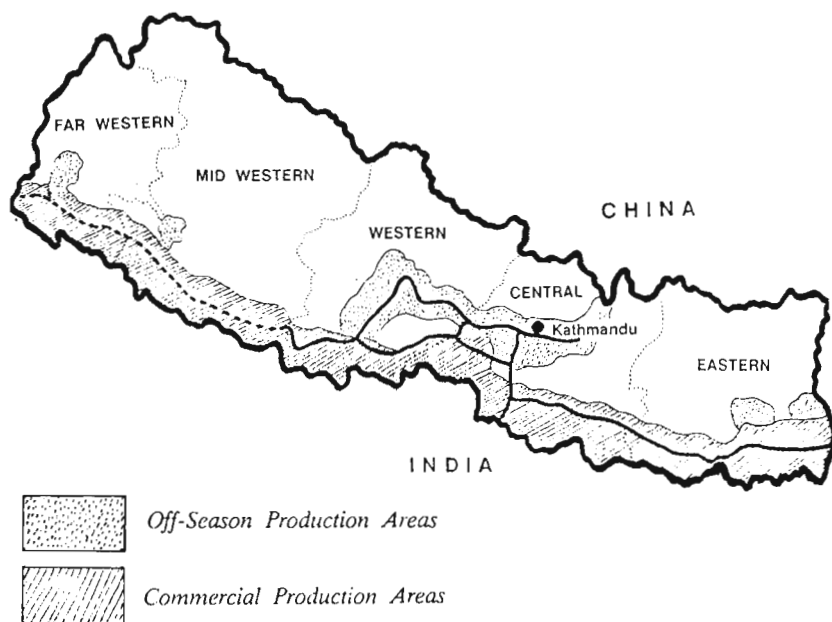 FAR WESTERN
MID WESTERN
CHINA
WESTERN
CENTRAL
Kathmandu
EASTERN
INDIA
Off-Season Production Areas
Commercial Production Areas